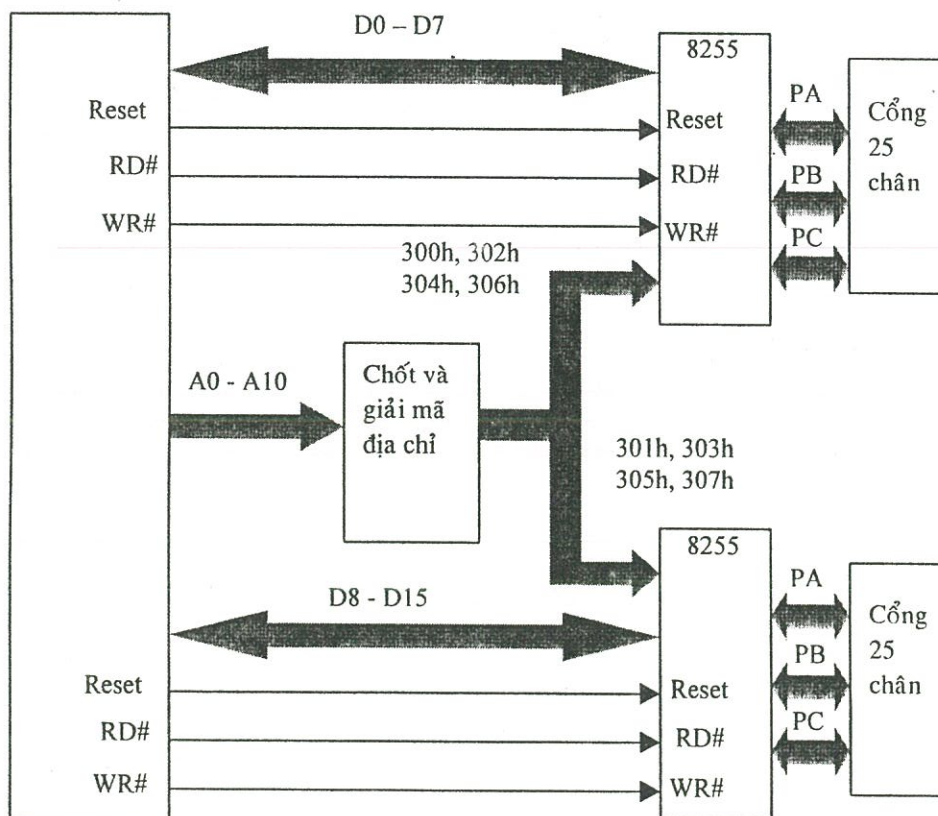 D0 – D7
8255
Reset
Reset
RD#
RD#
WR#
WR#
PA
PB
PC
Cổng
25
chân
300h, 302h
304h, 306h
A0 - A10
Chốt và
giải mã
địa chỉ
301h, 303h
305h, 307h
8255
D8 - D15
Reset
Reset
RD#
RD#
WR#
WR#
PA
PB
PC
Cổng
25
chân